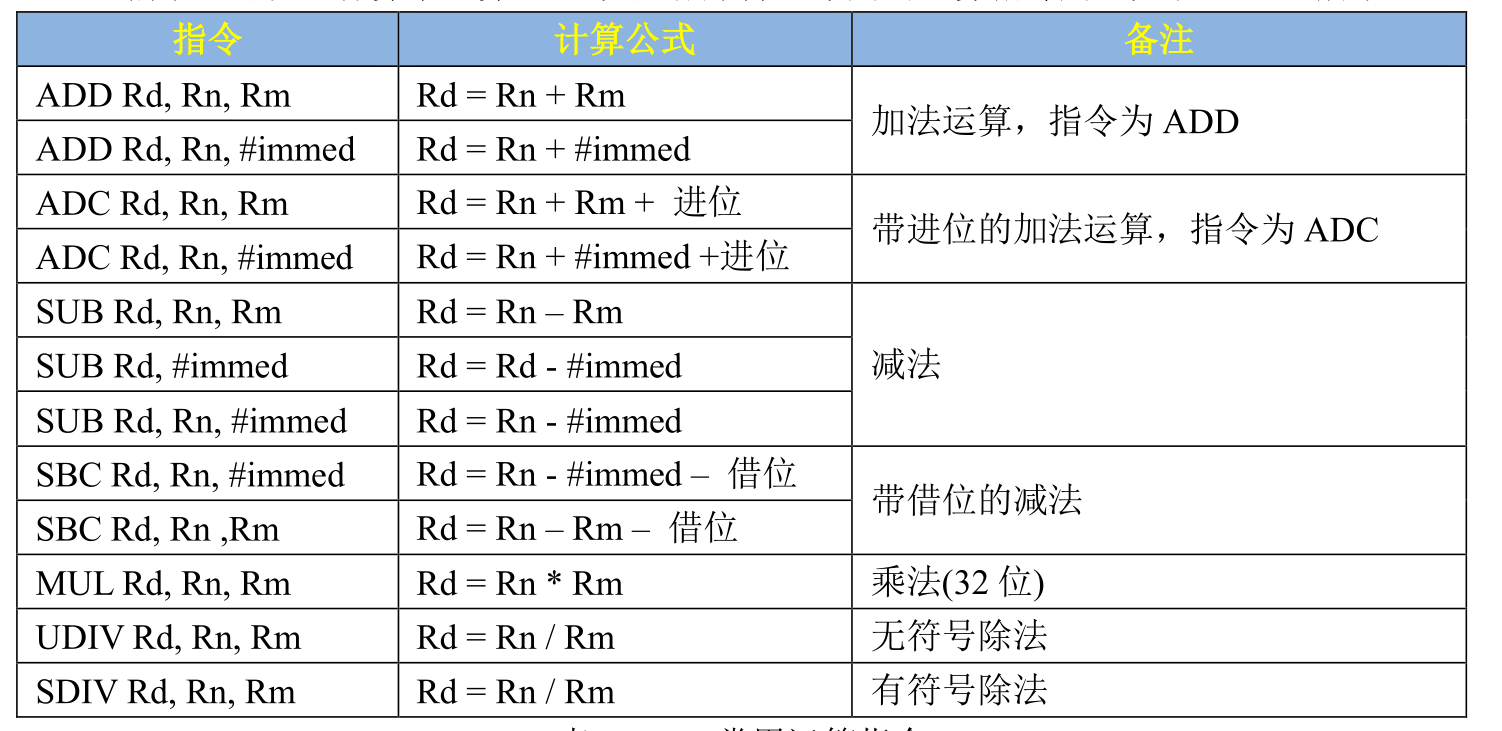 指令 计算公式 备注
ADD Rd, Rn, Rm Rd = Rn + Rm 加法运算，指令为 ADD
ADD Rd, Rn, #immed Rd = Rn + #immed
ADC Rd, Rn, Rm Rd = Rn + Rm + 进位 带进位的加法运算，指令为 ADC
ADC Rd, Rn, #immed Rd = Rn + #immed +进位
SUB Rd, Rn, Rm Rd = Rn – Rm 减法
SUB Rd, #immed Rd = Rd - #immed
SUB Rd, Rn, #immed Rd = Rn - #immed
SBC Rd, Rn, #immed Rd = Rn - #immed – 借位 带借位的减法
SBC Rd, Rn ,Rm Rd = Rn – Rm – 借位
MUL Rd, Rn, Rm Rd = Rn * Rm 乘法(32 位)
UDIV Rd, Rn, Rm Rd = Rn / Rm 无符号除法
SDIV Rd, Rn, Rm Rd = Rn / Rm 有符号除法